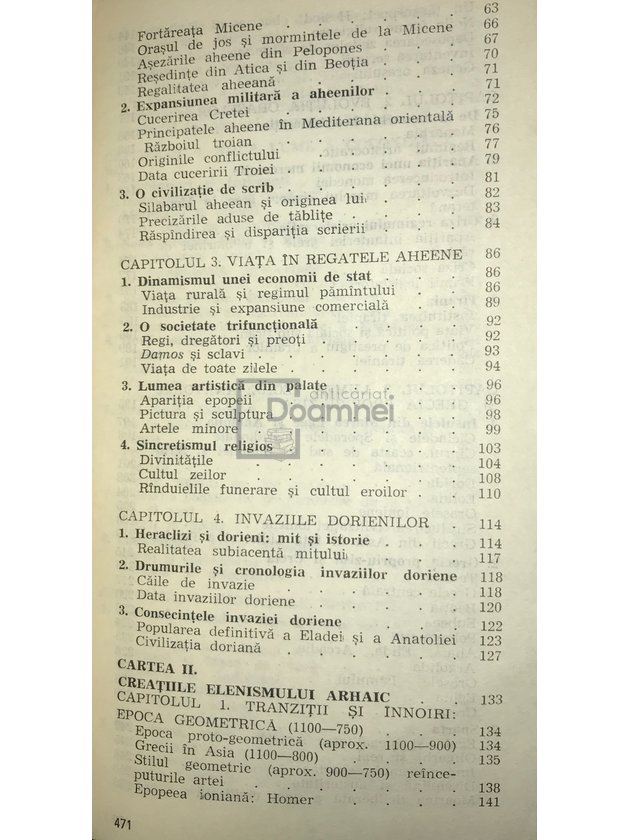 Fortăreața Micene . . . . . . 63
Orașul de jos și mormintele de la Micene 66
Așezările aheene din Pelopones . . 67
Reședințe din Atica și din Beoția . . 70
Regalitatea aheeană . . . . . 71
2. Expansiunea militară a aheenilor . . . 71
Cucerirea Cretei . . . . . . 72
Principatele aheene în Mediterana orientală 75
Războiul troian . . . . . . 76
Originile conflictului . . . . . 77
Data cuceririi Troiei . . . . . 79
3. O civilizație de scrib . . . . . 81
Silabarul aheean și originea lui . . . 82
Precizările aduse de tăblițe . . . . 83
Răspîndirea și dispariția scrierii . . . 84
CAPITOLUL 3. VIAȚA ÎN REGATELE AHEENE 86
1. Dinamismul unei economii de stat . . . 86
Viața rurală și regimul pămîntului . . 86
Industrie și expansiune comercială . . 89
2. O societate trifuncțională . . . . 92
Regi, dregători și preoți . . . . 92
Damos și sclavi . . . . . . 93
Viața de toate zilele . . . . . 94
3. Lumea artistică din palate . . . . 96
Apariția epopeii . . . . . . 96
Pictura și sculptura . . . . . 98
Artele minore . . . . . . 99
anticariat
Doamnei
4. Sincretismul religios . . . . . 103
Divinitățile . . . . . . 104
Cultul zeilor . . . . . . 108
Rînduielile funerare și cultul eroilor . . 110
CAPITOLUL 4. INVAZIILE DORIENILOR . 114
1. Heraclizi și dorieni: mit și istorie . . . 114
Realitatea subiacentă mitului . . . 117
2. Drumurile și cronologia invaziilor doriene 118
Căile de invazie . . . . . . 118
Data invaziilor doriene . . . . . 120
3. Consecințele invaziei doriene . . . . 122
Popularea definitivă a Eladei și a Anatoliei 123
Civilizația doriană . . . . . 127
CARTEA II.
CREAȚIILE ELENISMULUI ARHAIC . . 133
CAPITOLUL 1. TRANZIȚII ȘI INNOIRI:
EPOCA GEOMETRICĂ (1100—750) . . . 134
Epoca proto-geometrică (aprox. 1100—900) 134
Grecii în Asia (1100—800) . . . . 135
Stilul geometric (aprox. 900—750) reînce-
puturile artei . . . . . . 138
Epopeea ioniană: Homer . . . . 141
471